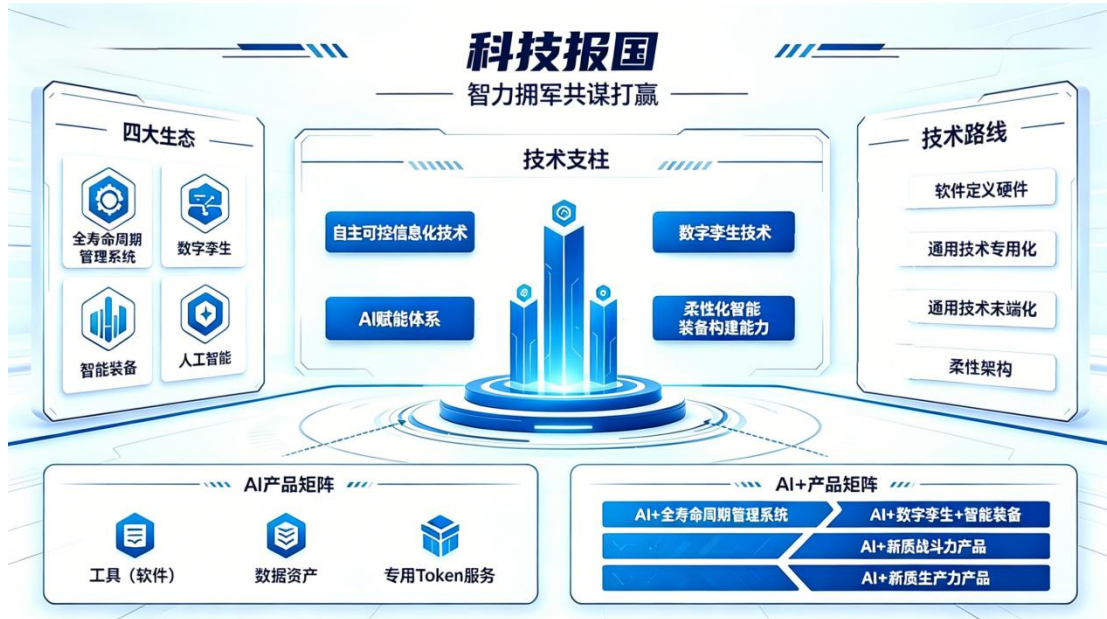 科技报国
智力拥军共谋打赢
四大生态
全寿命周期
管理系统
数字孪生
智能装备
人工智能
技术支柱
自主可控信息化技术
数字孪生技术
AI赋能体系
柔性化智能
装备构建能力
技术路线
软件定义硬件
通用技术专用化
通用技术末端化
柔性架构
AI产品矩阵
工具（软件）
数据资产
专用Token服务
AI+产品矩阵
AI+全寿命周期管理系统
AI+数字孪生+智能装备
AI+新质战斗力产品
AI+新质生产力产品